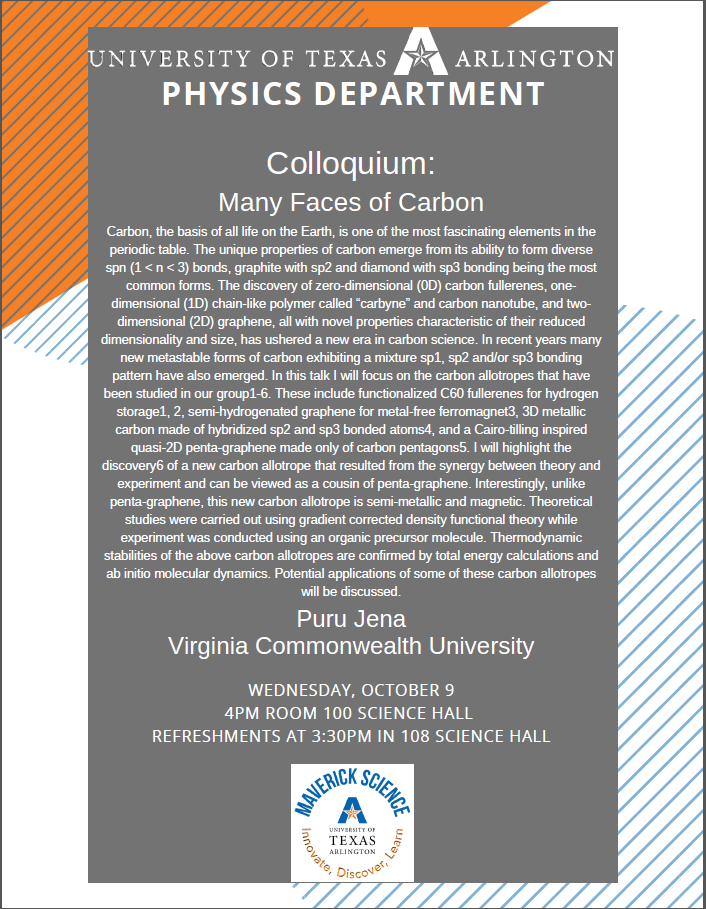 UNIVERSITY OF TEXAS A ARLINGTON
PHYSICS DEPARTMENT
Colloquium:
Many Faces of Carbon
Carbon, the basis of all life on the Earth, is one of the most fascinating elements in the
periodic table. The unique properties of carbon emerge from its ability to form diverse
spn (1 < n < 3) bonds, graphite with sp2 and diamond with sp3 bonding being the most
common forms. The discovery of zero-dimensional (0D) carbon fullerenes, one-
dimensional (1D) chain-like polymer called “carbyne” and carbon nanotube, and two-
dimensional (2D) graphene, all with novel properties characteristic of their reduced
dimensionality and size, has ushered a new era in carbon science. In recent years many
new metastable forms of carbon exhibiting a mixture sp1, sp2 and/or sp3 bonding
pattern have also emerged. In this talk I will focus on the carbon allotropes that have
been studied in our group1-6. These include functionalized C60 fullerenes for hydrogen
storage1, 2, semi-hydrogenated graphene for metal-free ferromagnet3, 3D metallic
carbon made of hybridized sp2 and sp3 bonded atoms4, and a Cairo-tilling inspired
quasi-2D penta-graphene made only of carbon pentagons5. I will highlight the
discovery6 of a new carbon allotrope that resulted from the synergy between theory and
experiment and can be viewed as a cousin of penta-graphene. Interestingly, unlike
penta-graphene, this new carbon allotrope is semi-metallic and magnetic. Theoretical
studies were carried out using gradient corrected density functional theory while
experiment was conducted using an organic precursor molecule. Thermodynamic
stabilities of the above carbon allotropes are confirmed by total energy calculations and
ab initio molecular dynamics. Potential applications of some of these carbon allotropes
will be discussed.
Puru Jena
Virginia Commonwealth University
WEDNESDAY, OCTOBER 9
4PM ROOM 100 SCIENCE HALL
REFRESHMENTS AT 3:30PM IN 108 SCIENCE HALL
MAVERICK SCIENCE
A
UNIVERSITY OF
TEXAS
ARLINGTON
Innovate, Discover, Learn